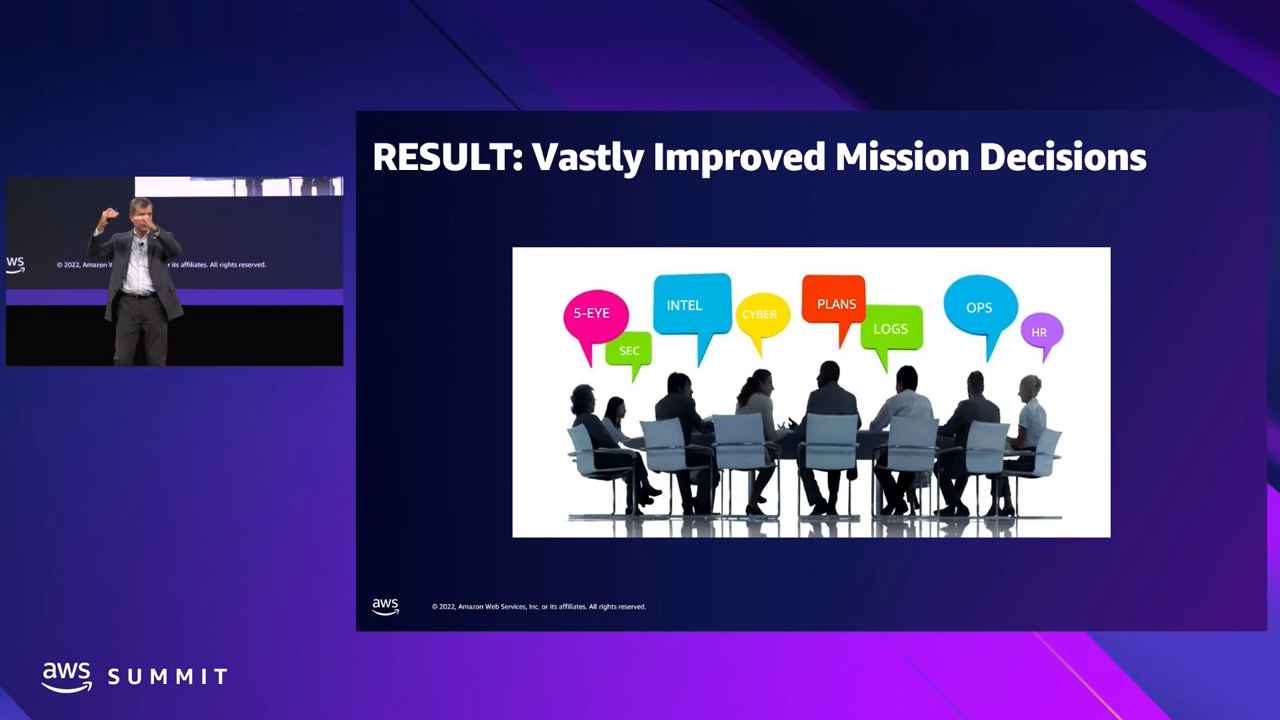 RESULT: Vastly Improved Mission Decisions
5-EYE
SEC
INTEL
CYBER
PLANS
LOGS
OPS
HR
ws
© 2022, Amazon W
or its affiliates. All rights reserved.
aws
© 2022, Amazon Web Services, Inc. or its affiliates. All rights reserved.
aws SUMMIT